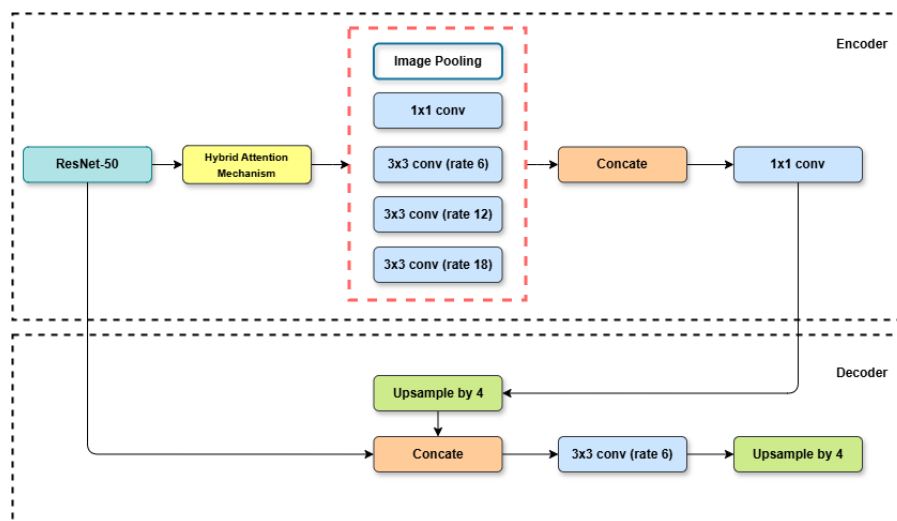 Encoder
Image Pooling
1x1 conv
ResNet-50
Hybrid Attention
Mechanism
3x3 conv (rate 6)
Concate
1x1 conv
3x3 conv (rate 12)
3x3 conv (rate 18)
Decoder
Upsample by 4
Concate
3x3 conv (rate 6)
Upsample by 4